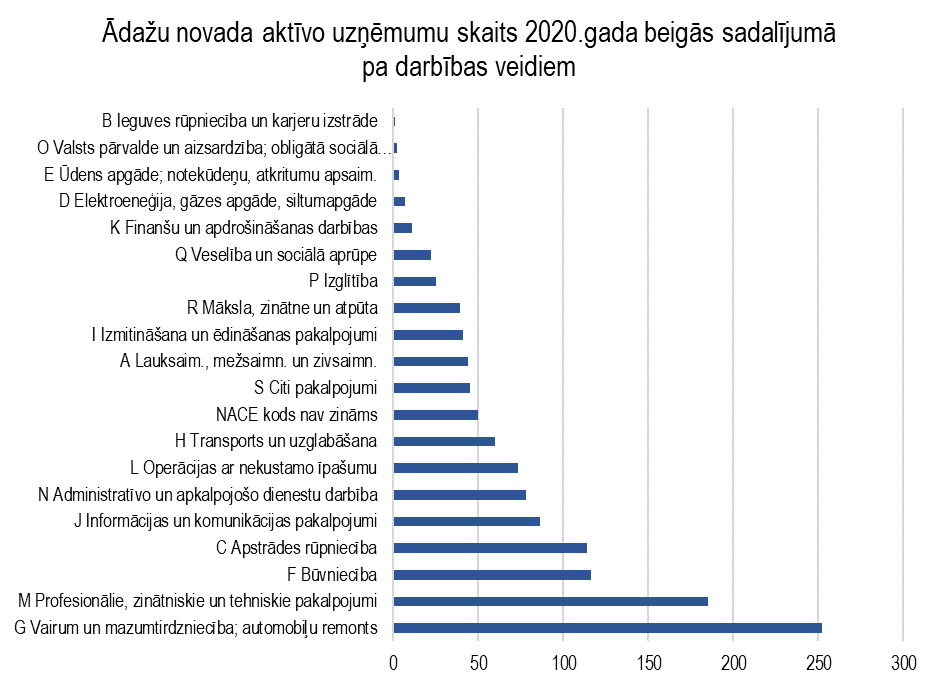 Ādažu novada aktīvo uzņēmumu skaits 2020.gada beigās sadalījumā
pa darbības veidiem
B Ieguves rūpniecība un karjeru izstrāde
O Valsts pārvalde un aizsardzība; obligātā sociālā...
E Ūdens apgāde; notekūdeņu, atkritumu apsaim.
D Elektroeneģija, gāzes apgāde, siltumapgāde
K Finanšu un apdrošināšanas darbības
Q Veselība un sociālā aprūpe
P Izglītība
R Māksla, zinātne un atpūta
I Izmitināšana un ēdināšanas pakalpojumi
A Lauksaim., mežsaimn. un zivsaimn.
S Citi pakalpojumi
NACE kods nav zināms
H Transports un uzglabāšana
L Operācijas ar nekustamo īpašumu
N Administratīvo un apkalpojošo dienestu darbība
J Informācijas un komunikācijas pakalpojumi
C Apstrādes rūpniecība
F Būvniecība
M Profesionālie, zinātniskie un tehniskie pakalpojumi
G Vairum un mazumtirdzniecība; automobiļu remonts
0 50 100 150 200 250 300